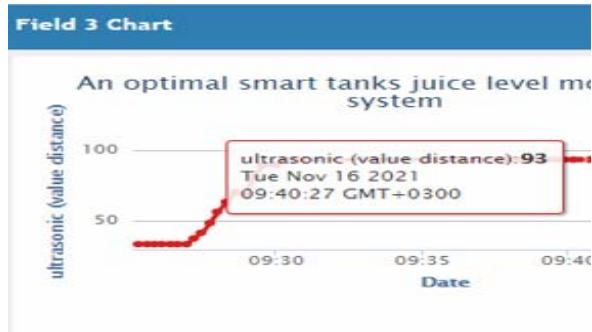 Field 3 Chart
An optimal smart tanks juice level mo
system
ultrasonic (value distance)
100
50
ultrasonic (value distance):93
Tue Nov 16 2021
09:40:27 GMT+0300
09:30
09:35
09:40
Date